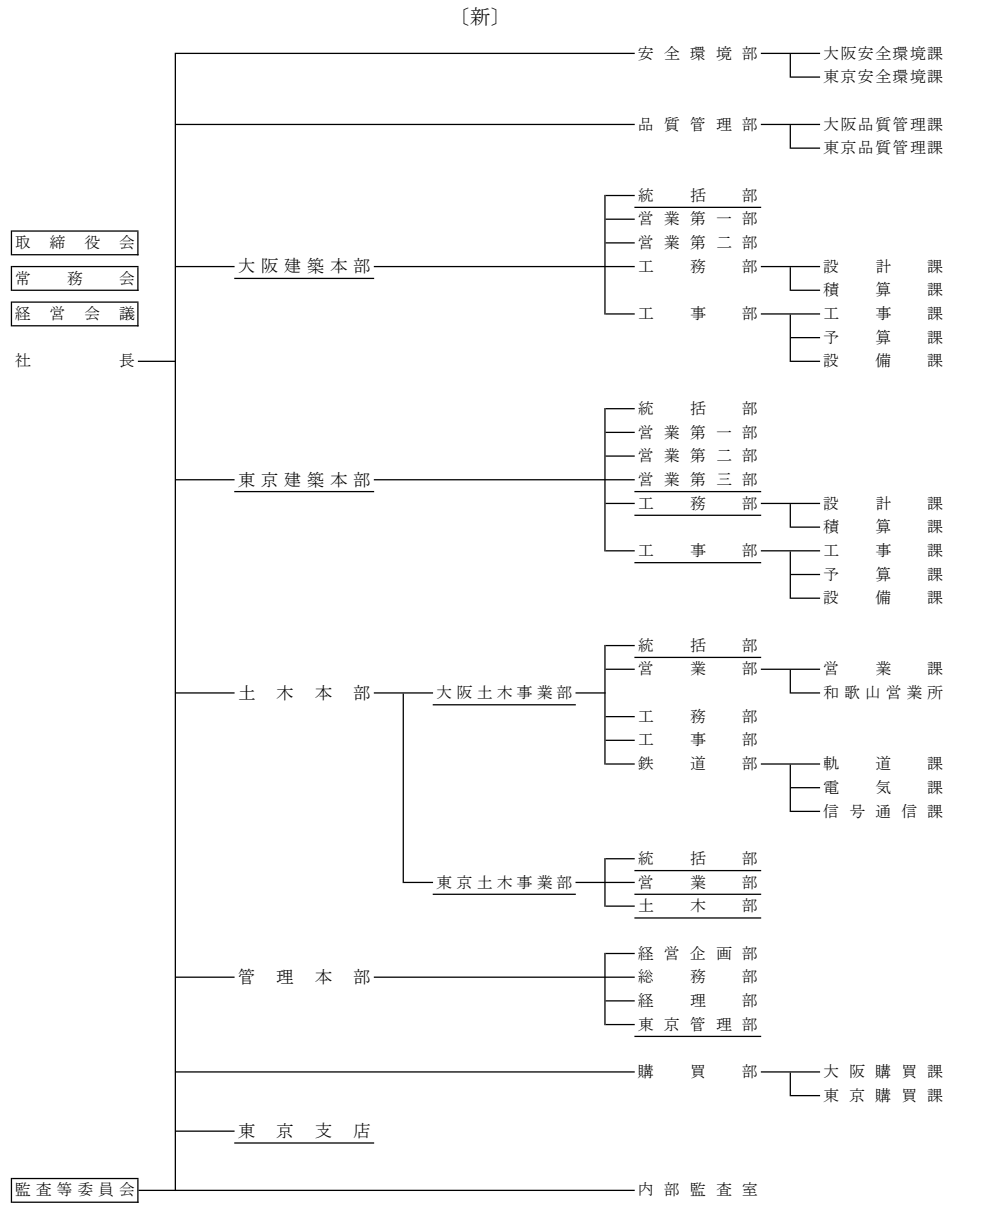 〔新〕
安全環境部 大阪安全環境課
東京安全環境課
品質管理部 大阪品質管理課
東京品質管理課
統括部
営業第一部
取締役会 営業第二部
大阪建築本部 工務部 設計課
常務会
積算課
経営会議 工事部 工事課
予算課
社長 設備課
統括部
営業第一部
営業第二部
東京建築本部 営業第三部
工務部 設計課
積算課
工事部 工事課
予算課
設備課
統括部
営業部 営業課
土木本部 大阪土木事業部 和歌山営業所
工務部
工事部
鉄道部 軌道課
電気課
信号通信課
統括部
東京土木事業部 営業部
土木部
経営企画部
管理本部 総務部
経理部
東京管理部
購買部 大阪購買課
東京購買課
東京支店
監査等委員会 内部監査室